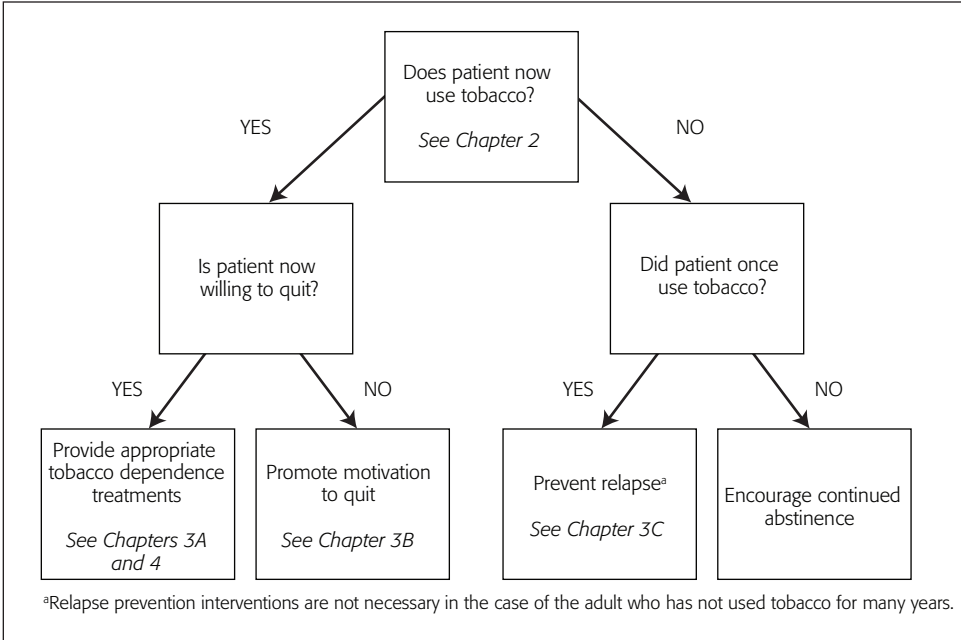 Does patient now
use tobacco?
See Chapter 2
YES
NO
Is patient now
willing to quit?
Did patient once
use tobacco?
YES
NO
YES
NO
Provide appropriate
tobacco dependence
treatments
See Chapters 3A
and 4
Promote motivation
to quit
See Chapter 3B
Prevent relapseᵃ
See Chapter 3C
Encourage continued
abstinence
ᵃRelapse prevention interventions are not necessary in the case of the adult who has not used tobacco for many years.